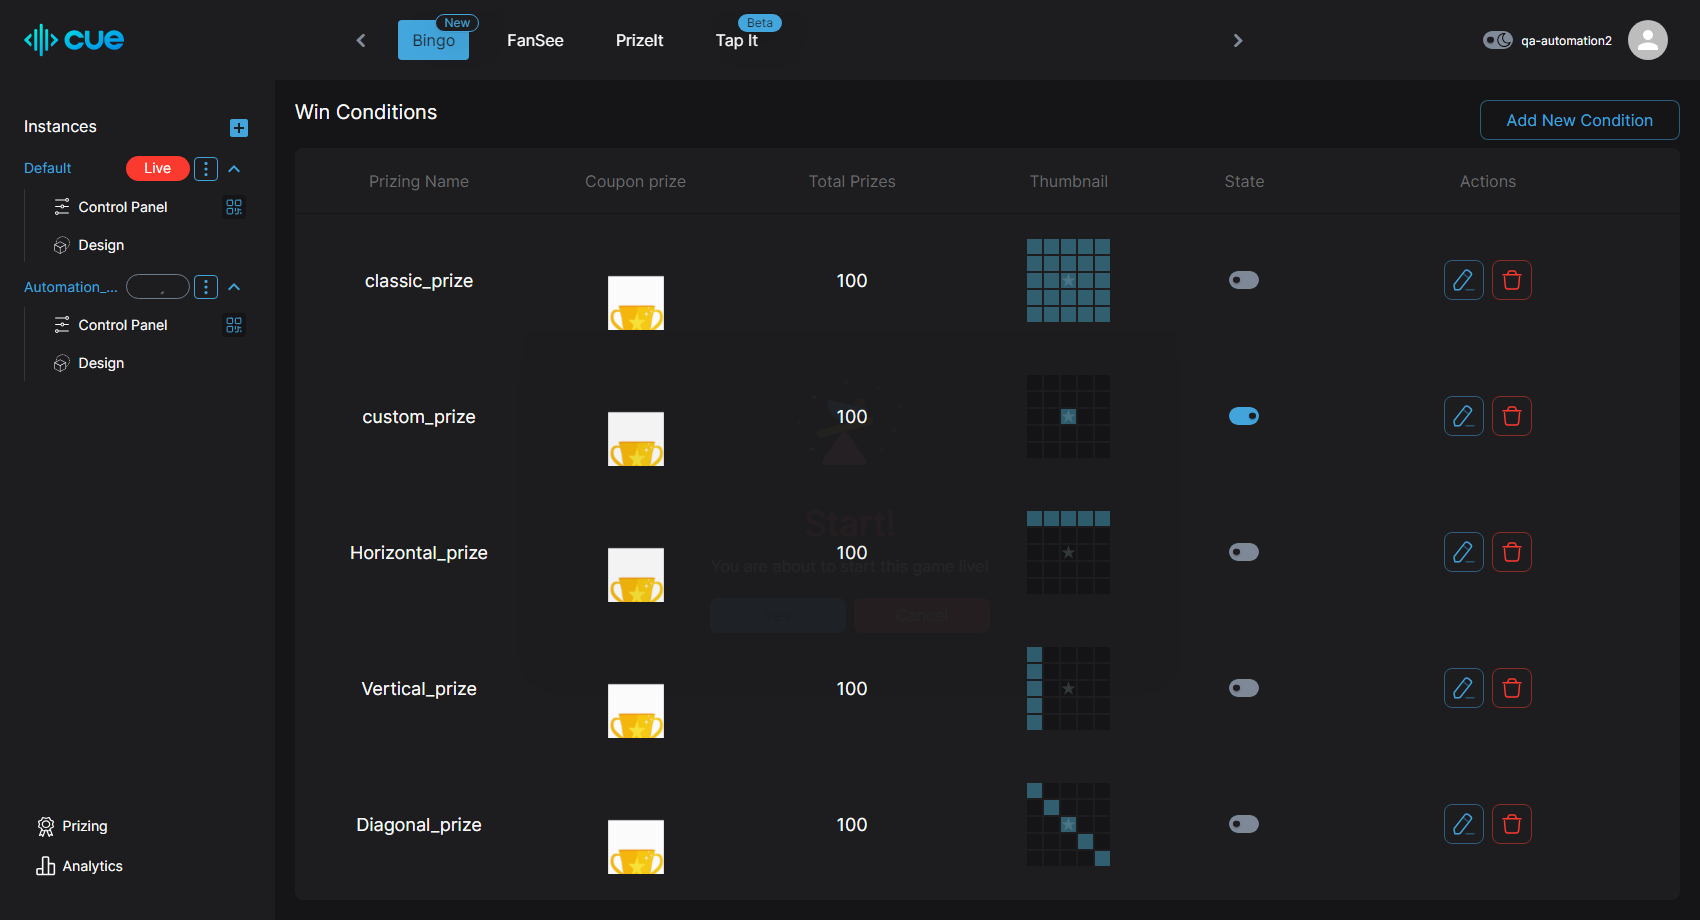 cue
Bingo
New
FanSee
PrizeIt
Tap It
Beta
qa-automation2
Instances
Default
Live
Control Panel
Design
Automation_...
Control Panel
Design
Prizing
Analytics
Win Conditions
Add New Condition
Prizing Name
Coupon prize
Total Prizes
Thumbnail
State
Actions
classic_prize
100
custom_prize
100
Start!
Horizontal_prize
100
You are about to start this game live!
Cancel
Vertical_prize
100
Diagonal_prize
100